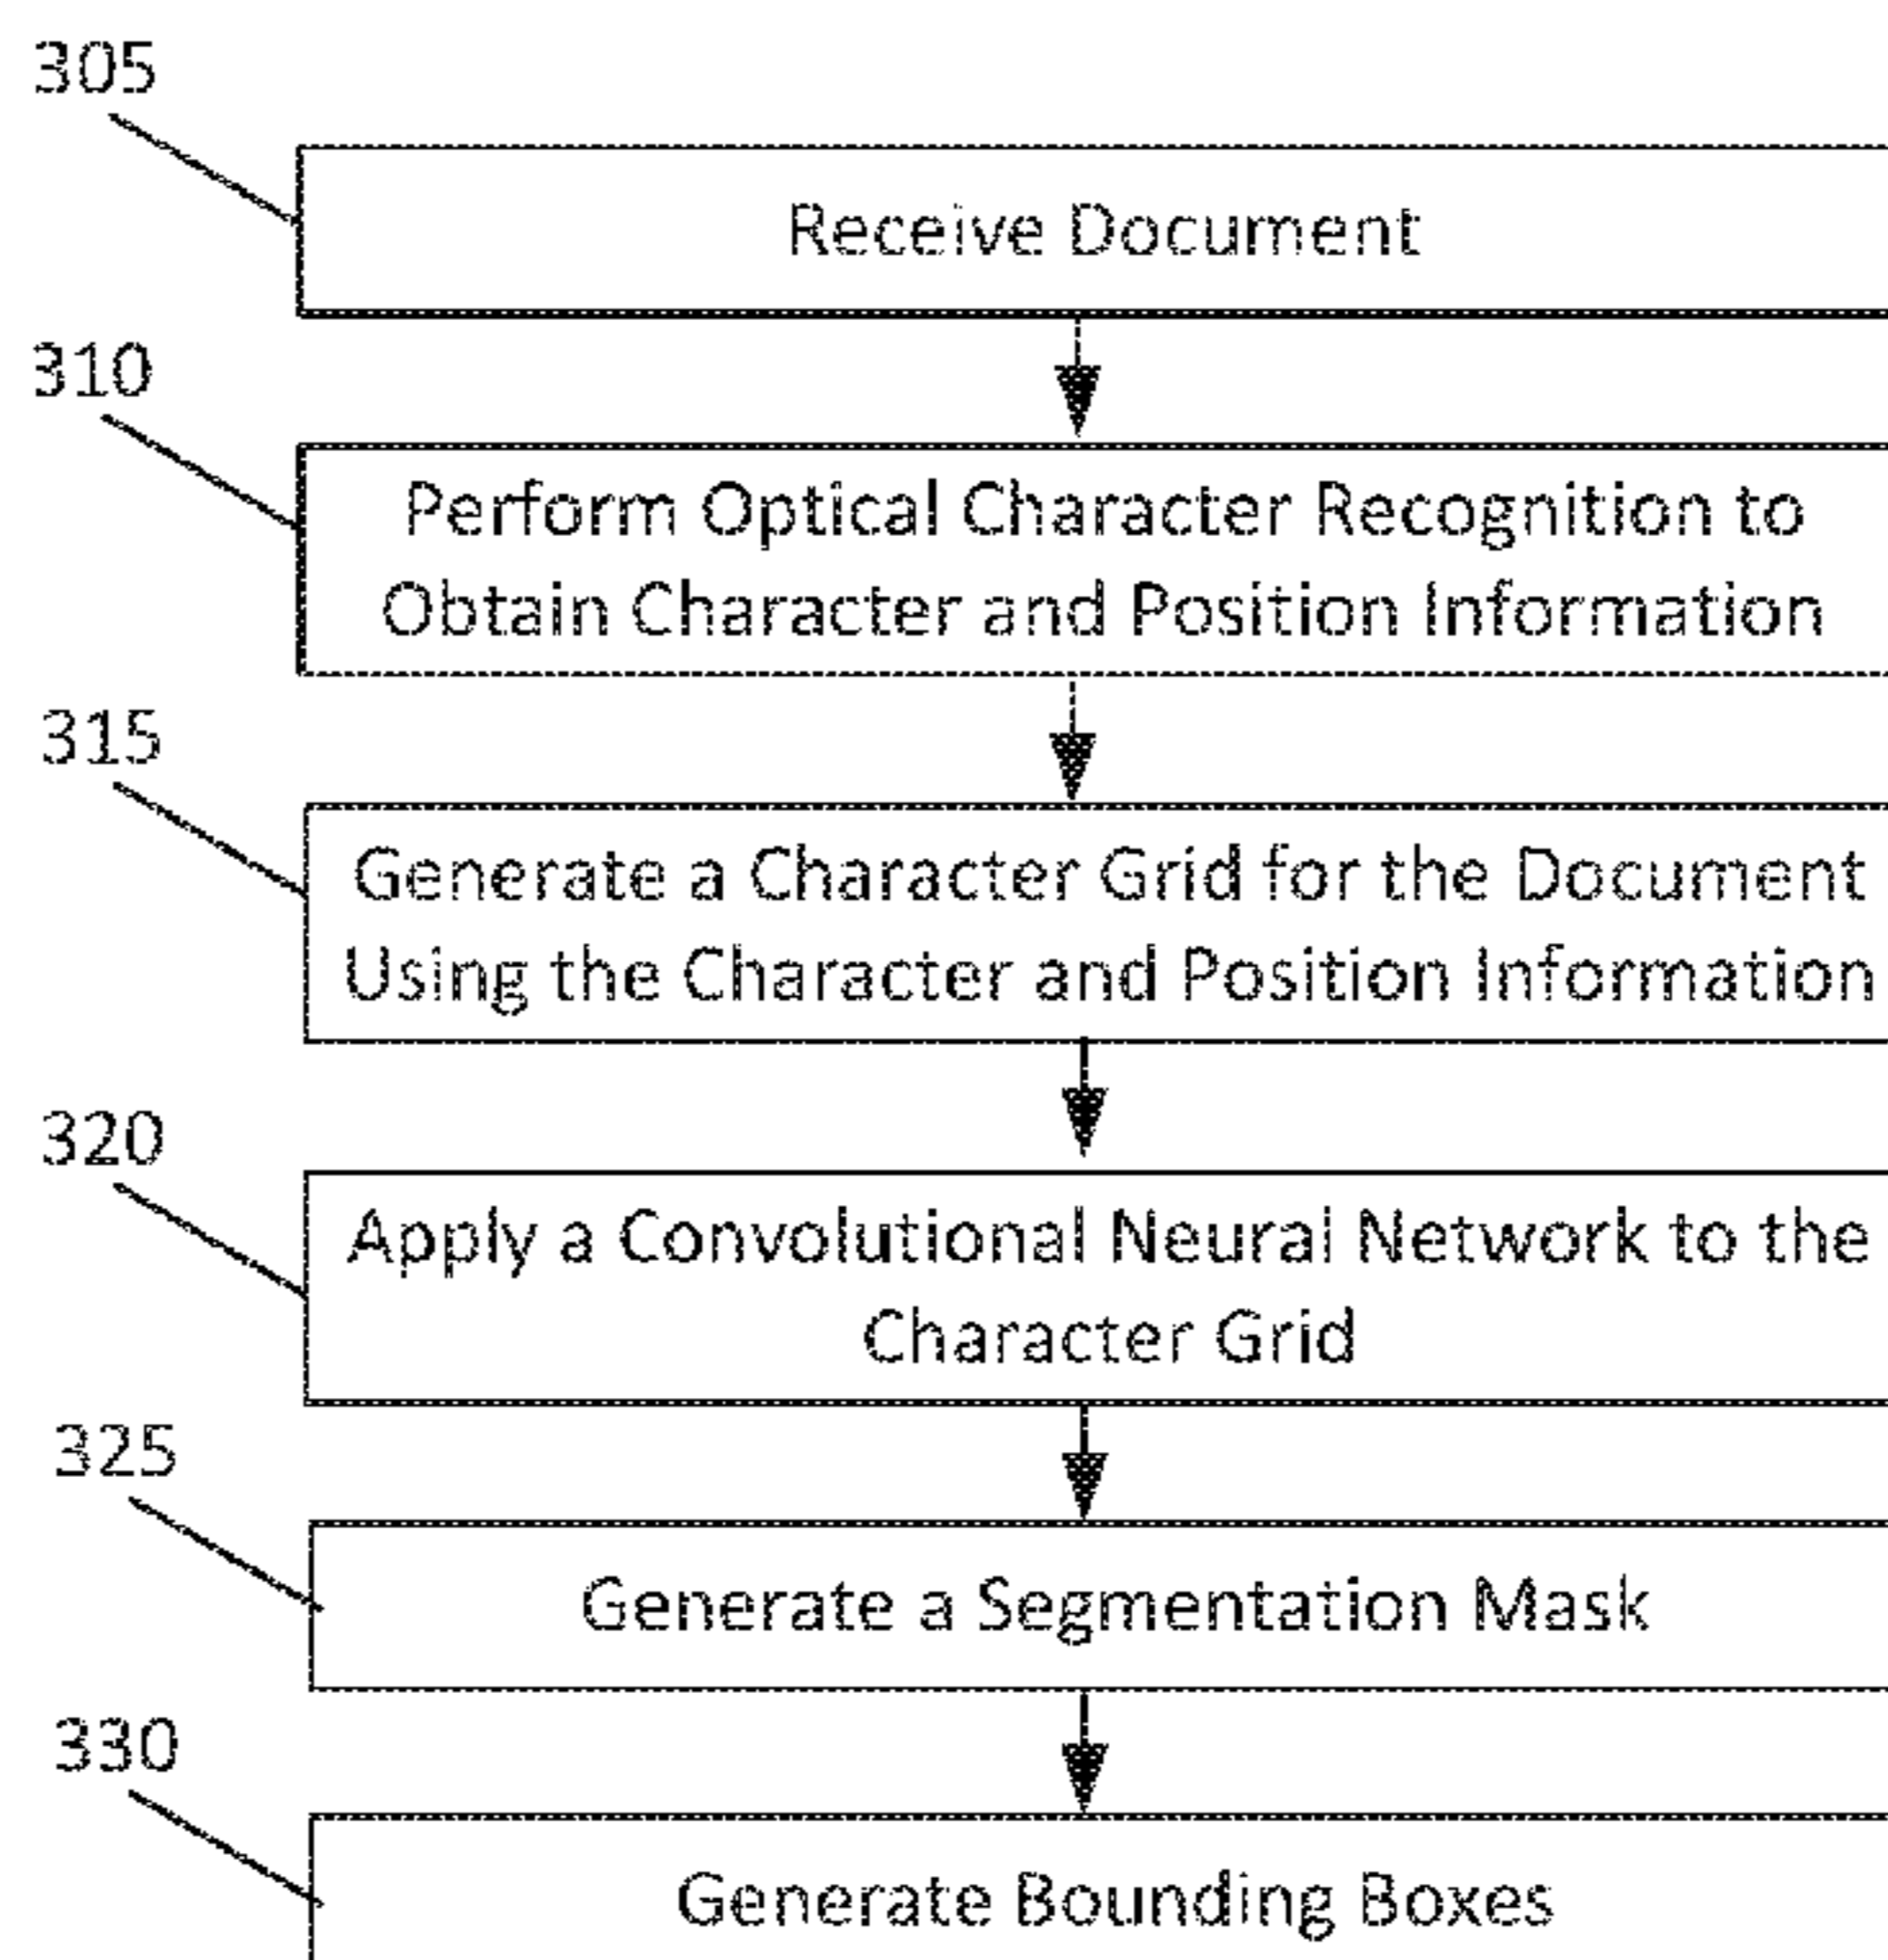 305
Receive Document
310
Perform Optical Character Recognition to
Obtain Character and Position Information
315
Generate a Character Grid for the Document
Using the Character and Position Information
320
Apply a Convolutional Neural Network to the
Character Grid
325
Generate a Segmentation Mask
330
Generate Bounding Boxes